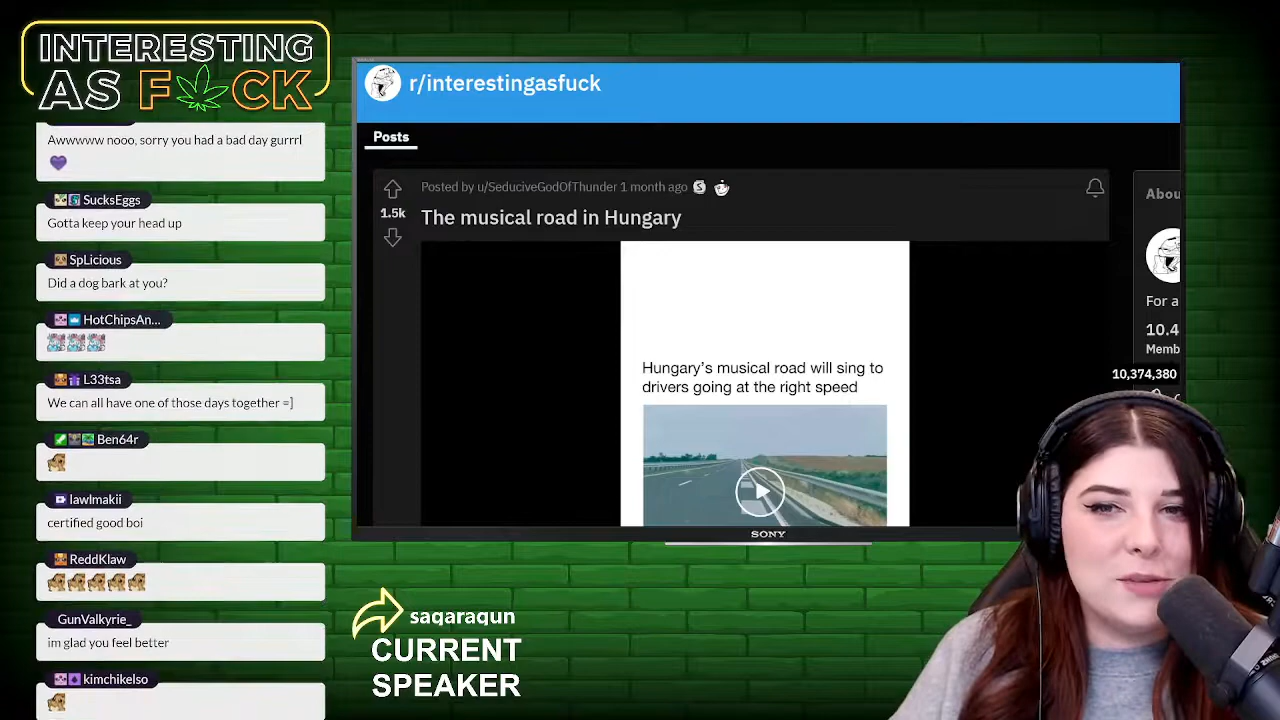 INTERESTING
AS F CK
Awwwww nooo, sorry you had a bad day gurrrl
SucksEggs
Gotta keep your head up
SpLicious
Did a dog bark at you?
HotChipsAn...
L33tsa
We can all have one of those days together =]
Ben64r
lawlmakii
certified good boi
ReddKlaw
GunValkyrie_
im glad you feel better
kimchikelso
r/interestingasfuck
Posts
Posted by u/SeduciveGodOfThunder 1 month ago
1.5k
The musical road in Hungary
Hungary's musical road will sing to
drivers going at the right speed
Abou
For a
10.4
Memb
10,374,380
SONY
saqaraqun
CURRENT
SPEAKER